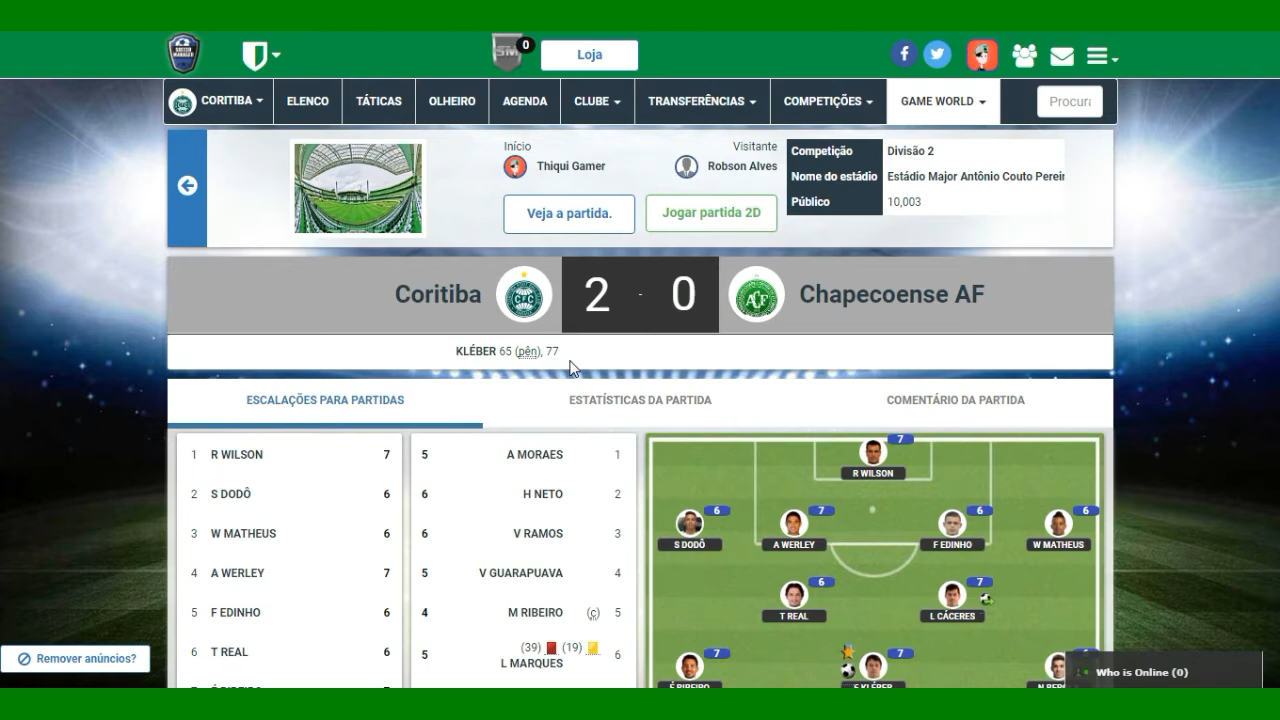 SM
0
Loja
CORITIBA
ELENCO
TÁTICAS
OLHEIRO
AGENDA
CLUBE
TRANSFERÊNCIAS
COMPETIÇÕES
GAME WORLD
Procura
Início
Thiqui Gamer
Visitante
Robson Alves
Veja a partida.
Jogar partida 2D
Competição Divisão 2
Nome do estádio Estádio Major Antônio Couto Pereir
Público 10,003
Coritiba 2 - 0 Chapecoense AF
KLÉBER 65 (pên), 77
ESCALAÇÕES PARA PARTIDAS
ESTATÍSTICAS DA PARTIDA
COMENTÁRIO DA PARTIDA
1 R WILSON 7
2 S DODÔ 6
3 W MATHEUS 6
4 A WERLEY 7
5 F EDINHO 6
6 T REAL 6
5 A MORAES 1
6 H NETO 2
6 V RAMOS 3
5 V GUARAPUAVA 4
4 M RIBEIRO (c) 5
(39) (19)
5 L MARQUES 6
7
R WILSON
6 7 6 6
S DODÔ A WERLEY F EDINHO W MATHEUS
6 7
T REAL L CÁCERES
7 7
É RIBEIRO
Remover anúncios?
Who is Online (0)